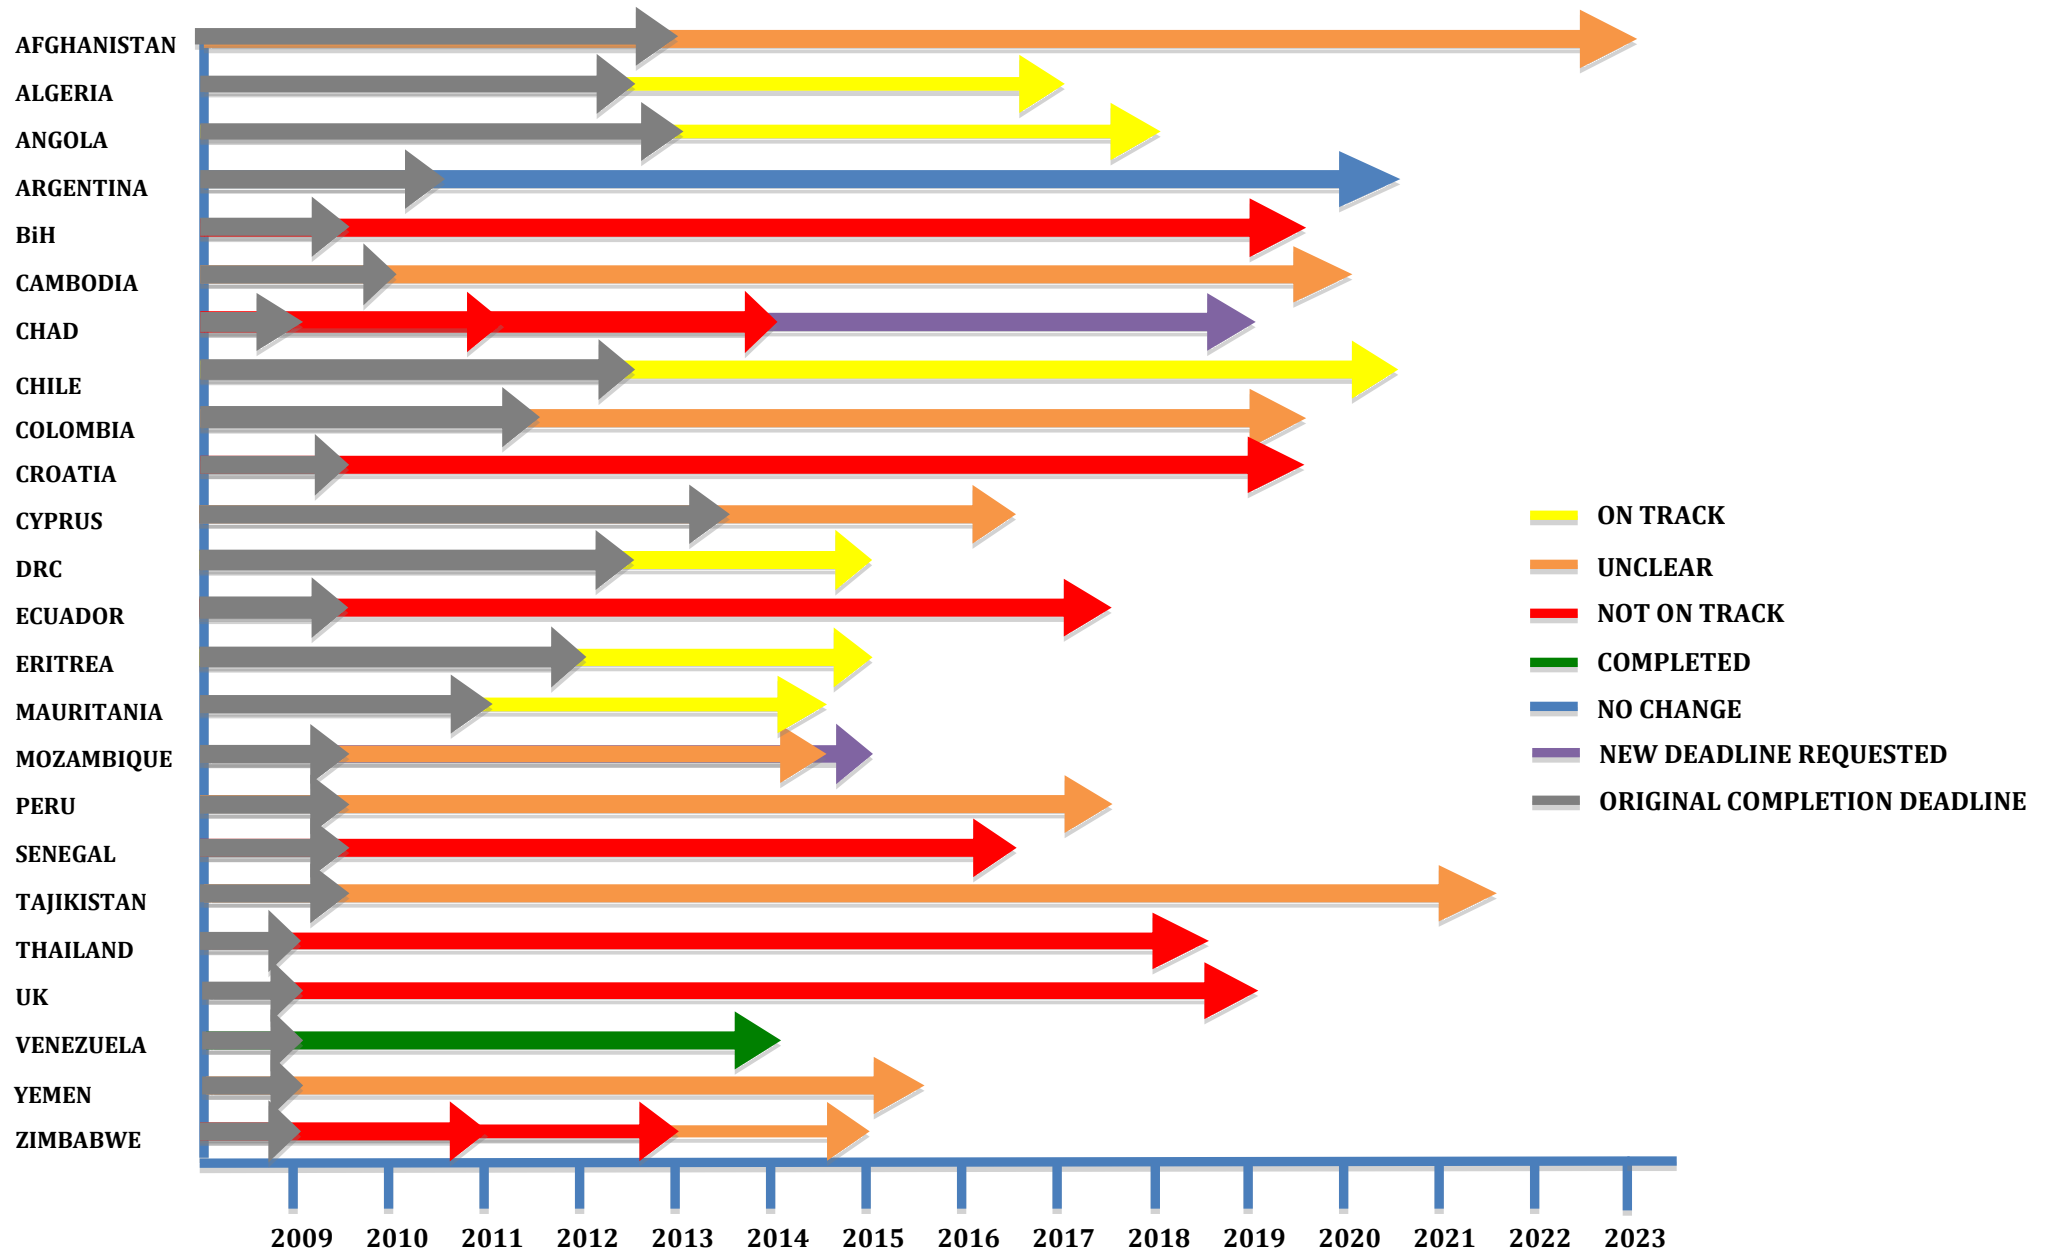 AFGHANISTAN
ALGERIA
ANGOLA
ARGENTINA
BiH
CAMBODIA
CHAD
CHILE
COLOMBIA
CROATIA
CYPRUS
DRC
ECUADOR
ERITREA
MAURITANIA
MOZAMBIQUE
PERU
SENEGAL
TAJIKISTAN
THAILAND
UK
VENEZUELA
YEMEN
ZIMBABWE
ON TRACK
UNCLEAR
NOT ON TRACK
COMPLETED
NO CHANGE
NEW DEADLINE REQUESTED
ORIGINAL COMPLETION DEADLINE
2009 2010 2011 2012 2013 2014 2015 2016 2017 2018 2019 2020 2021 2022 2023